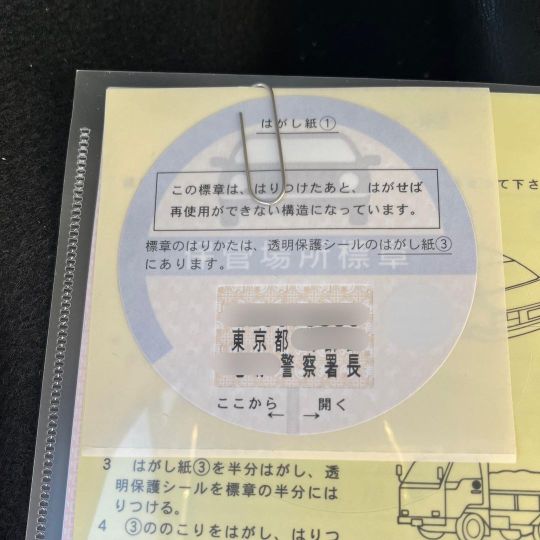 はがし紙①
この標章は、はりつけたあと、はがせば
再使用ができない構造になっています。
標章のはりかたは、透明保護シールのはがし紙③
にあります。
保管場所標章
東京都
警察署長
ここから 開く
← →
て下さ
3 はがし紙③を半分はがし、透
明保護シールを標章の半分には
りつける。
4 ③ののこりをはがし、はりつ